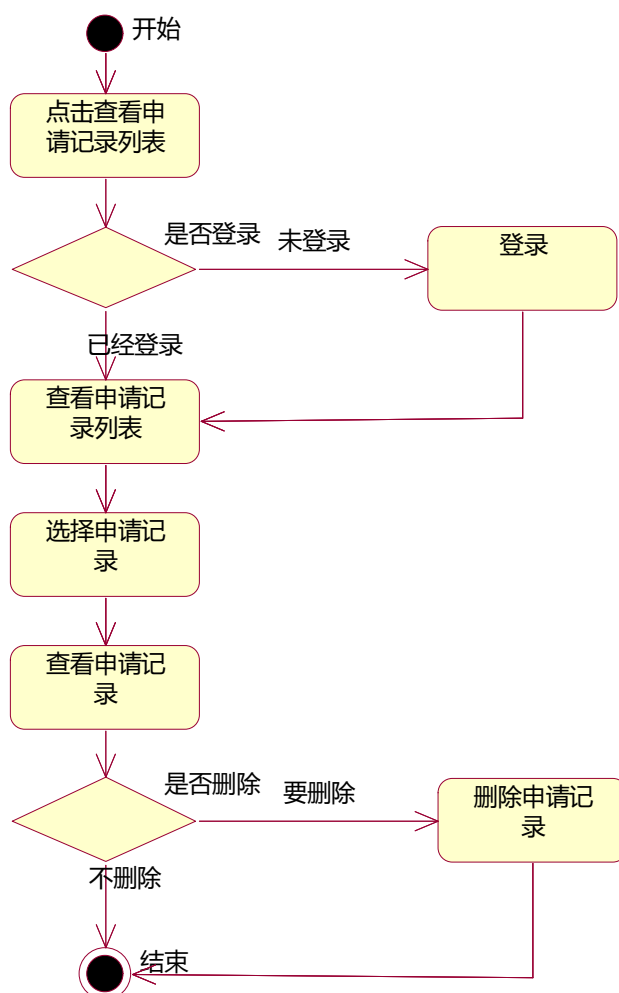 开始
点击查看申
请记录列表
是否登录
未登录
登录
已经登录
查看申请记
录列表
选择申请记
录
查看申请记
录
是否删除
要删除
删除申请记
录
不删除
结束